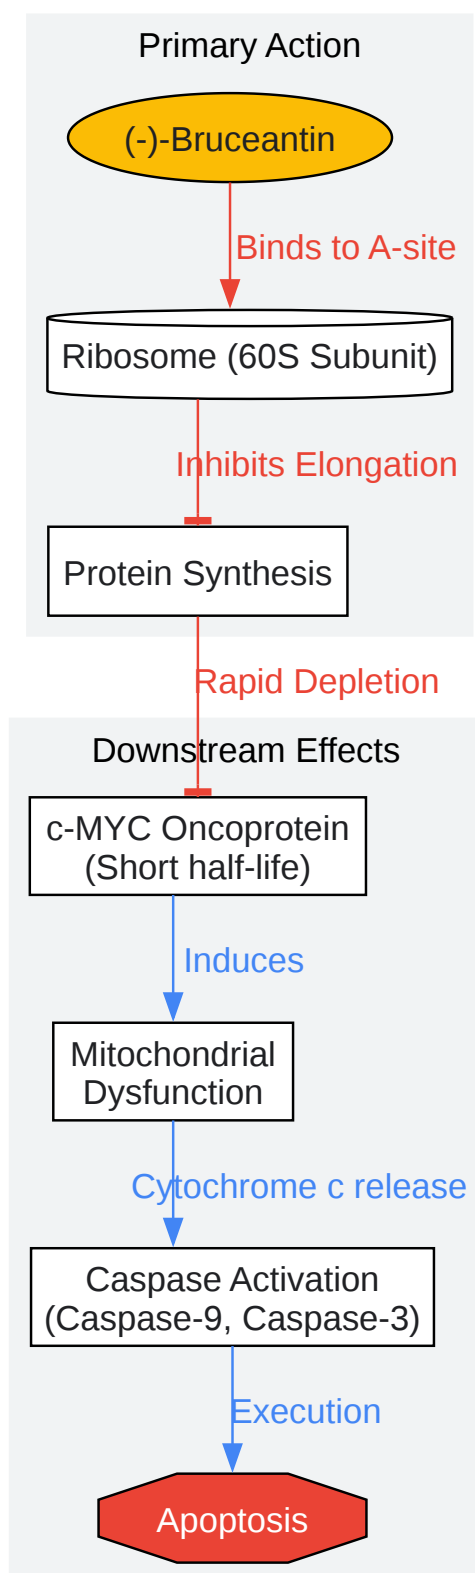 Primary Action
(-)-Bruceantin
Binds to A-site
Ribosome (60S Subunit)
Inhibits Elongation
Protein Synthesis
Rapid Depletion
Downstream Effects
c-MYC Oncoprotein
(Short half-life)
Induces
Mitochondrial
Dysfunction
Cytochrome c release
Caspase Activation
(Caspase-9, Caspase-3)
Execution
Apoptosis